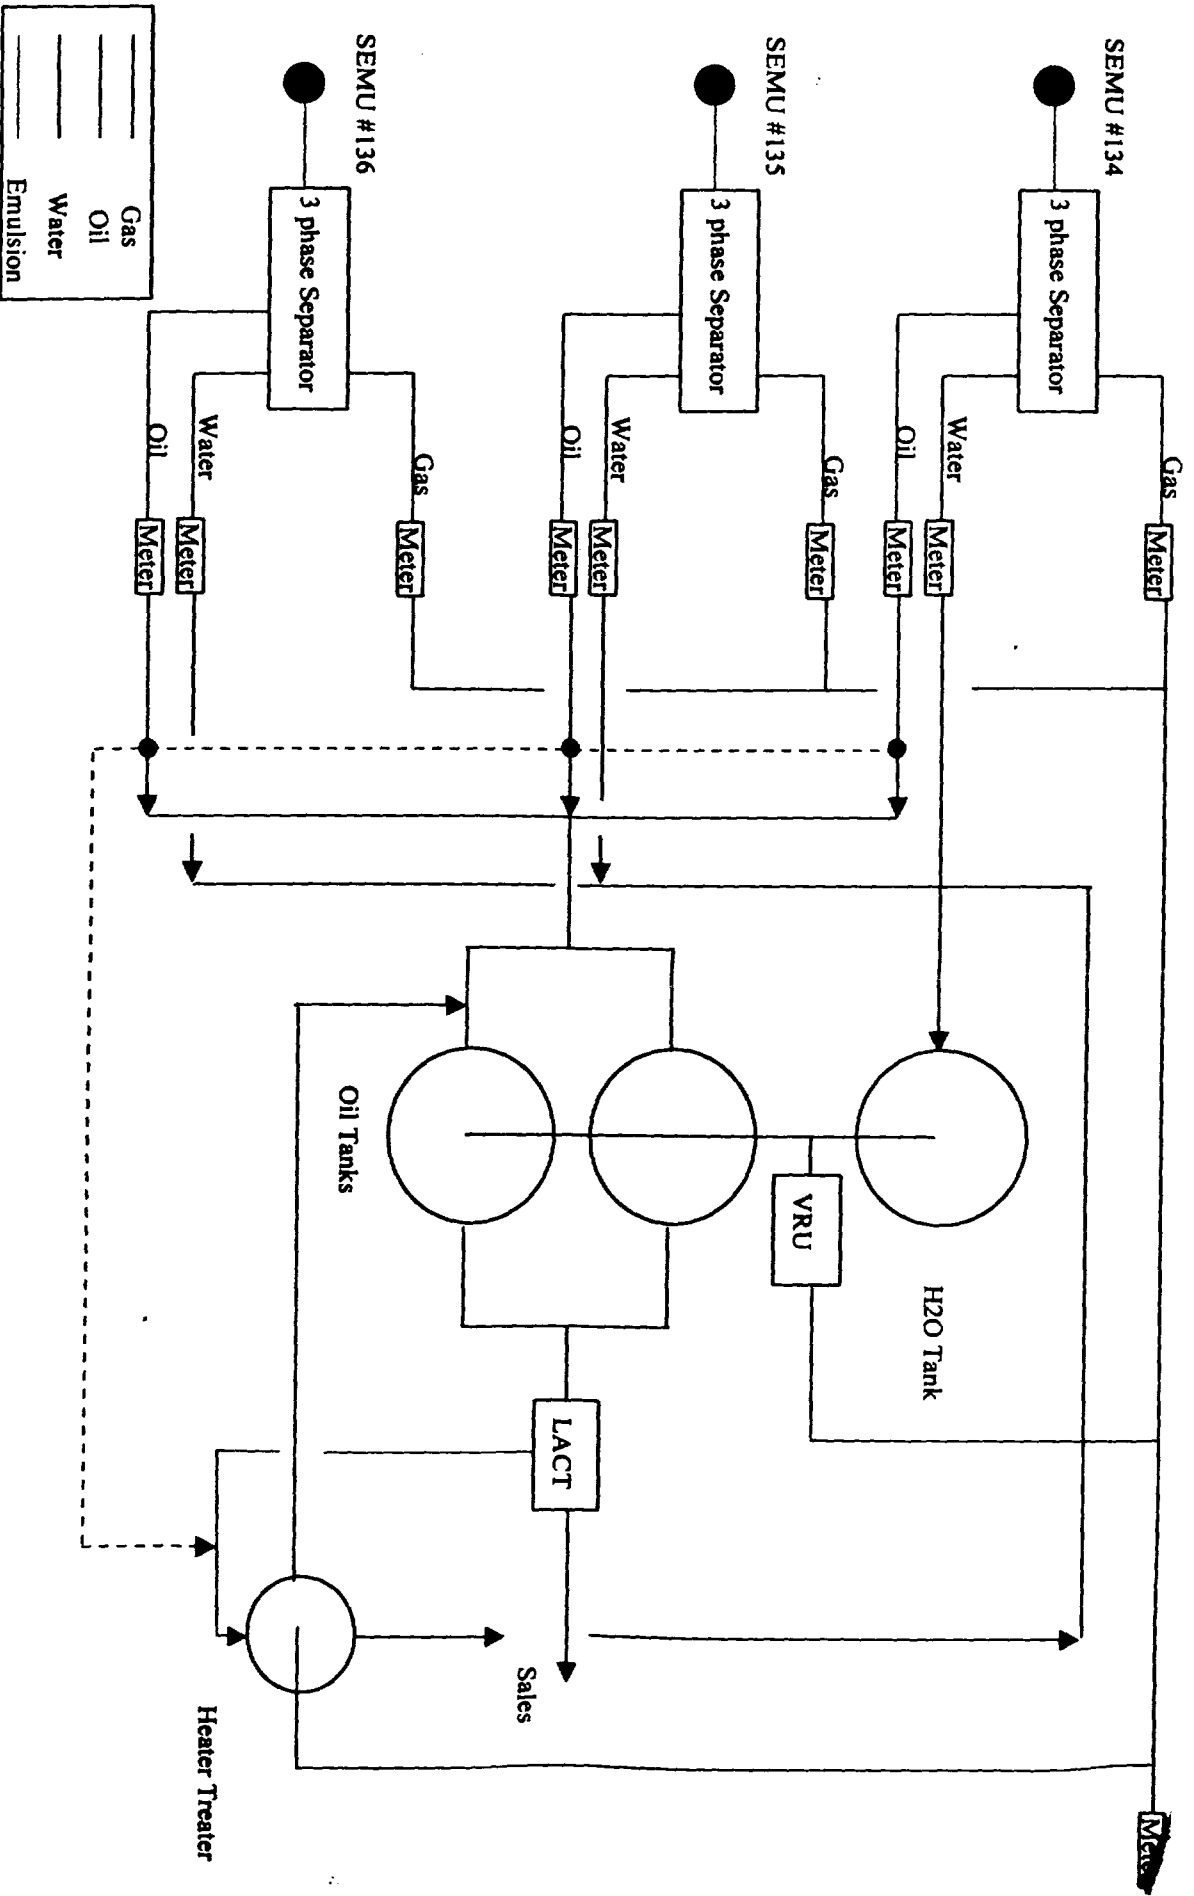 SEMU #134
3 phase Separator
Gas
Meter
Water
Meter
Oil
Meter
SEMU #135
3 phase Separator
Gas
Meter
Water
Meter
Oil
Meter
SEMU #136
3 phase Separator
Gas
Meter
Water
Meter
Oil
Meter
H2O Tank
VRU
Oil Tanks
LACT
Sales
Heater Treater
Gas
Oil
Water
Emulsion